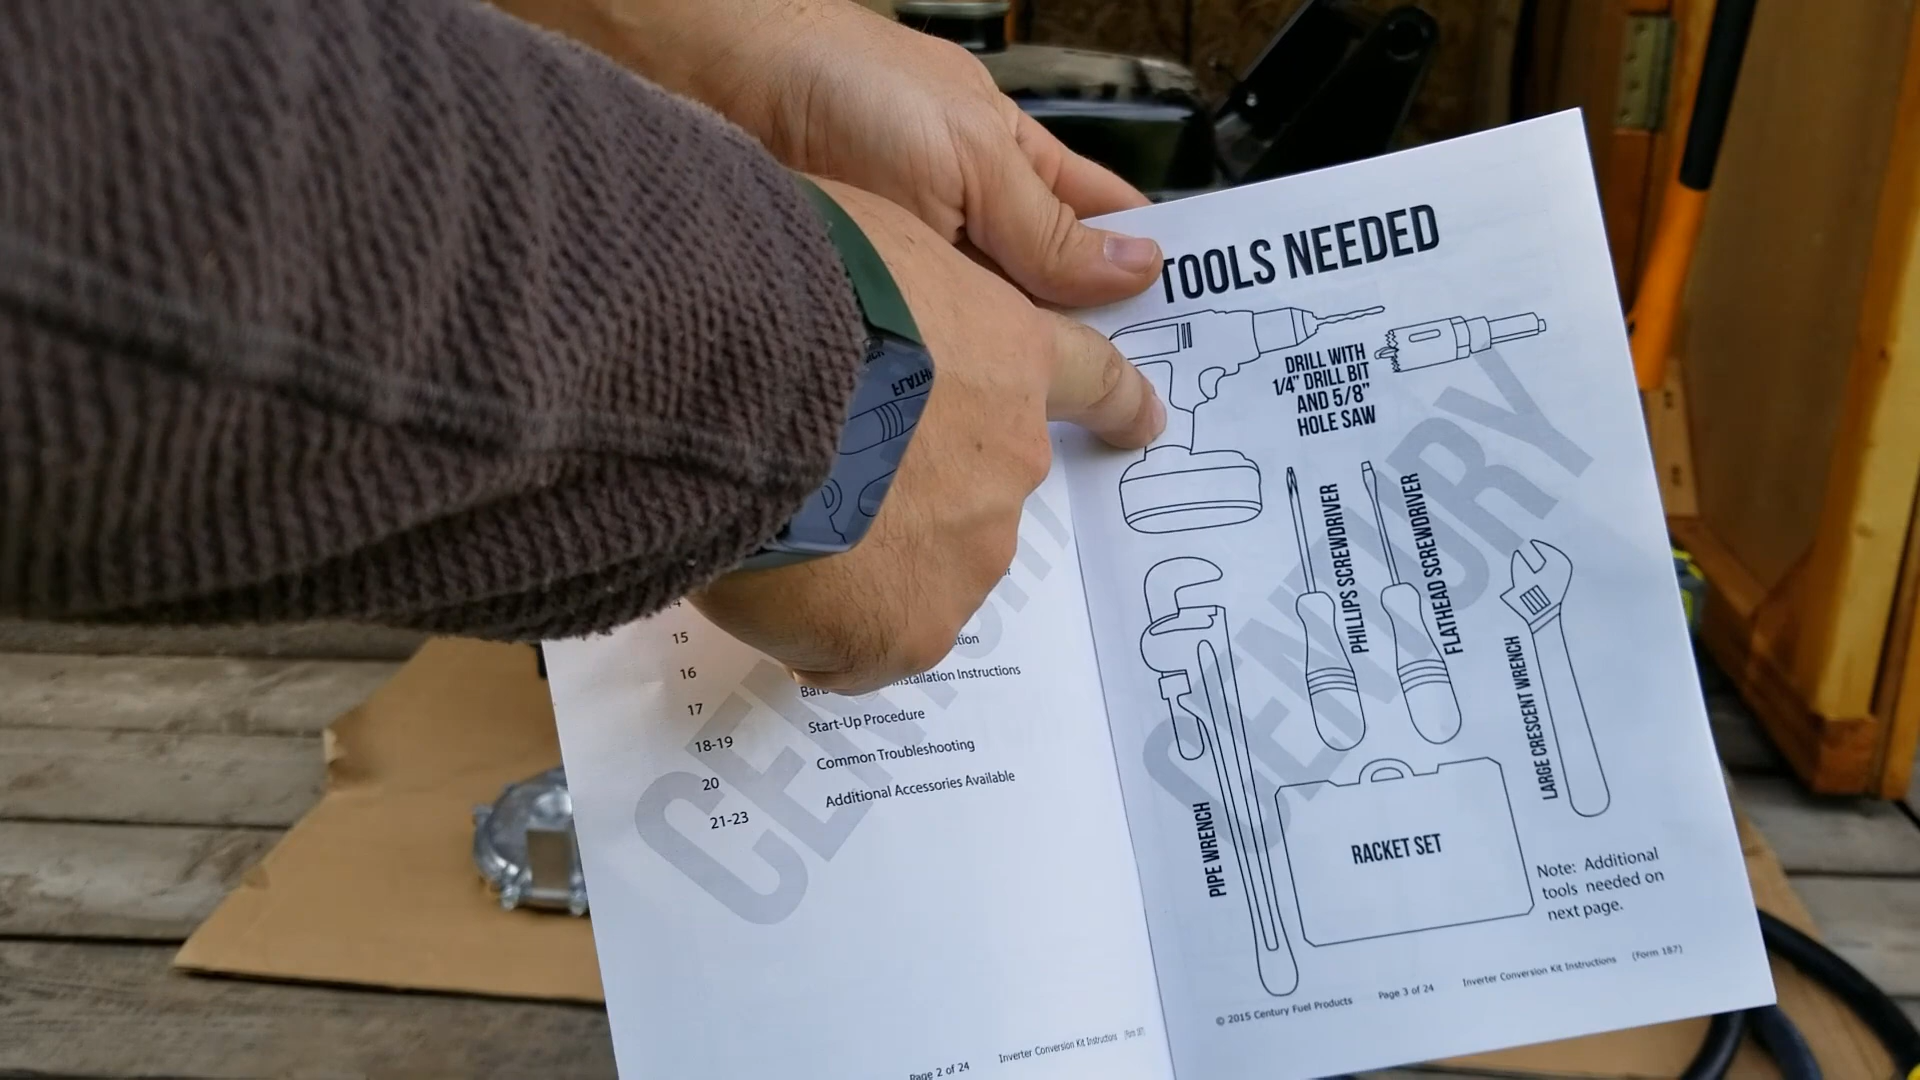 TOOLS NEEDED
DRILL WITH
1/4" DRILL BIT
AND 5/8"
HOLE SAW
PHILLIPS SCREWDRIVER
FLATHEAD SCREWDRIVER
LARGE CRESCENT WRENCH
PIPE WRENCH
RACKET SET
Note: Additional
tools needed on
next page.
© 2015 Century Fuel Products Page 3 of 24 Inverter Conversion Kit Instructions (Form 187)
CENTURY
15
16 Installation Instructions
17 Start-Up Procedure
18-19 Common Troubleshooting
20 Additional Accessories Available
21-23
Page 2 of 24 Inverter Conversion Kit Instructions (Form 187)